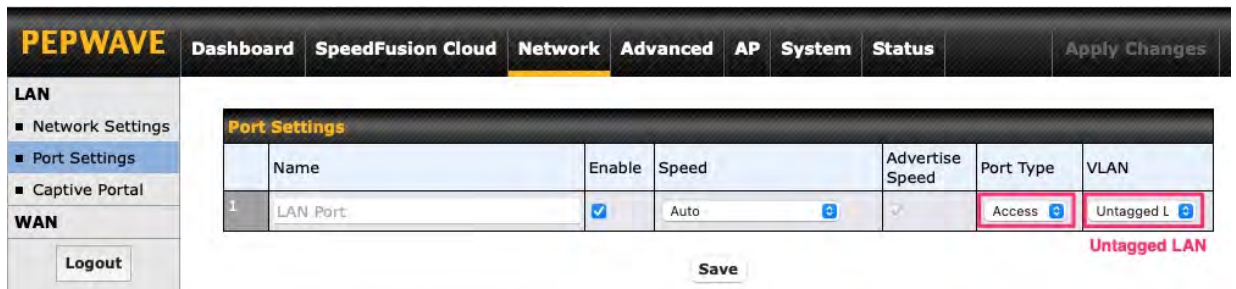 PEPWAVE
Dashboard SpeedFusion Cloud Network Advanced AP System Status Apply Changes
LAN
Network Settings
Port Settings
Captive Portal
WAN
Logout
Port Settings
Name Enable Speed Advertise Speed Port Type VLAN
1 LAN Port Auto Access Untagged L
Untagged LAN
Save